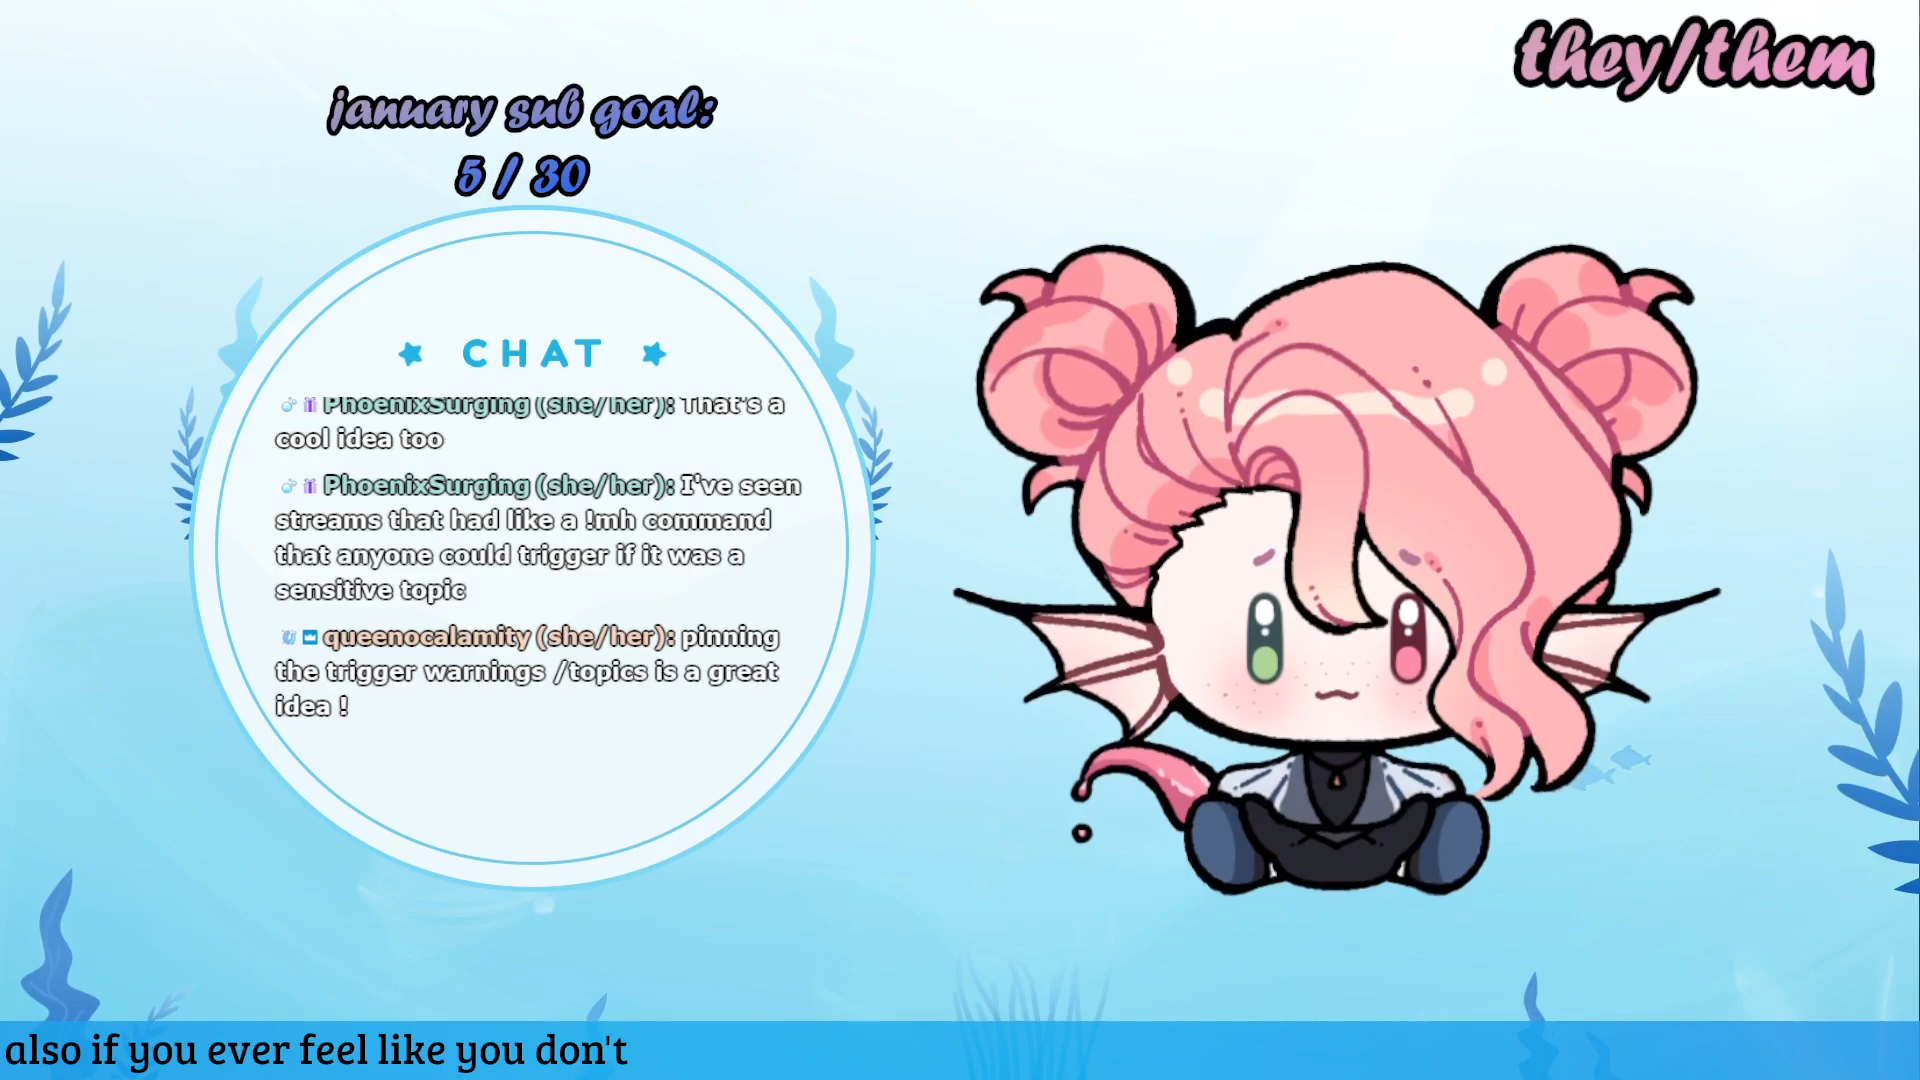 they/them
january sub goal:
5 / 30
CHAT
PhoenixSurging (she/her): That's a
cool idea too
PhoenixSurging (she/her): I've seen
streams that had like a !mh command
that anyone could trigger if it was a
sensitive topic
queenocalamity (she/her): pinning
the trigger warnings /topics is a great
idea !
also if you ever feel like you don't